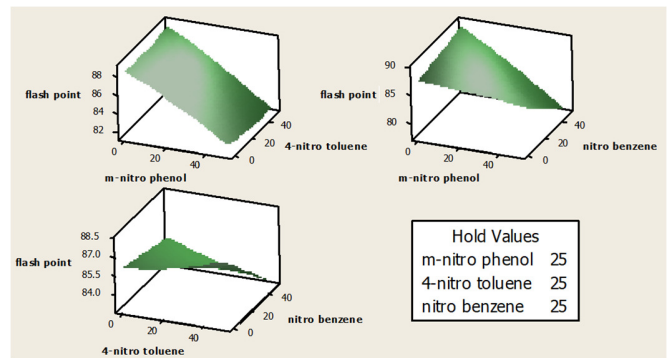 88
86
84
82
flash point
0
20
40
m-nitro phenol
0
20
40
4-nitro toluene
90
85
80
flash point
0
20
40
m-nitro phenol
0
20
40
nitro benzene
88.5
87.0
85.5
84.0
flash point
0
20
40
4-nitro toluene
0
20
40
nitro benzene
Hold Values
m-nitro phenol 25
4-nitro toluene 25
nitro benzene 25